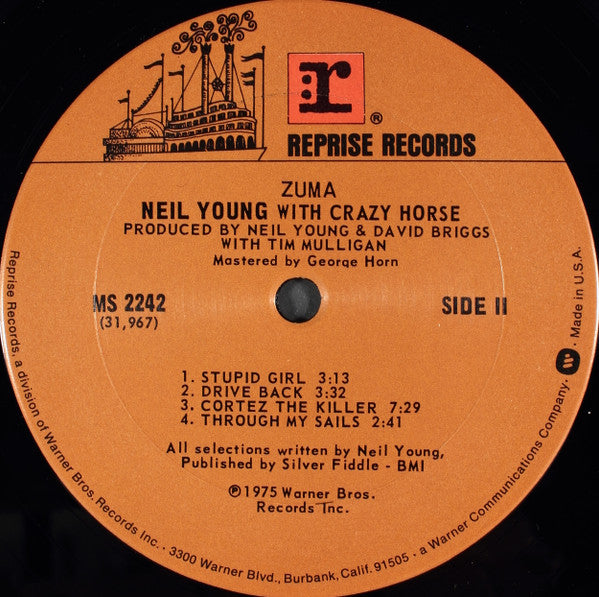 r
®
REPRISE RECORDS
ZUMA
NEIL YOUNG WITH CRAZY HORSE
PRODUCED BY NEIL YOUNG & DAVID BRIGGS
WITH TIM MULLIGAN
Mastered by George Horn
MS 2242
(31,967)
SIDE II
1. STUPID GIRL 3:13
2. DRIVE BACK 3:32
3. CORTEZ THE KILLER 7:29
4. THROUGH MY SAILS 2:41
All selections written by Neil Young,
Published by Silver Fiddle - BMI
℗1975 Warner Bros.
Records Inc.
Reprise Records, a division of Warner Bros. Records Inc. · 3300 Warner Blvd., Burbank, Calif. 91505 · a Warner Communications Company. · Made in U.S.A.